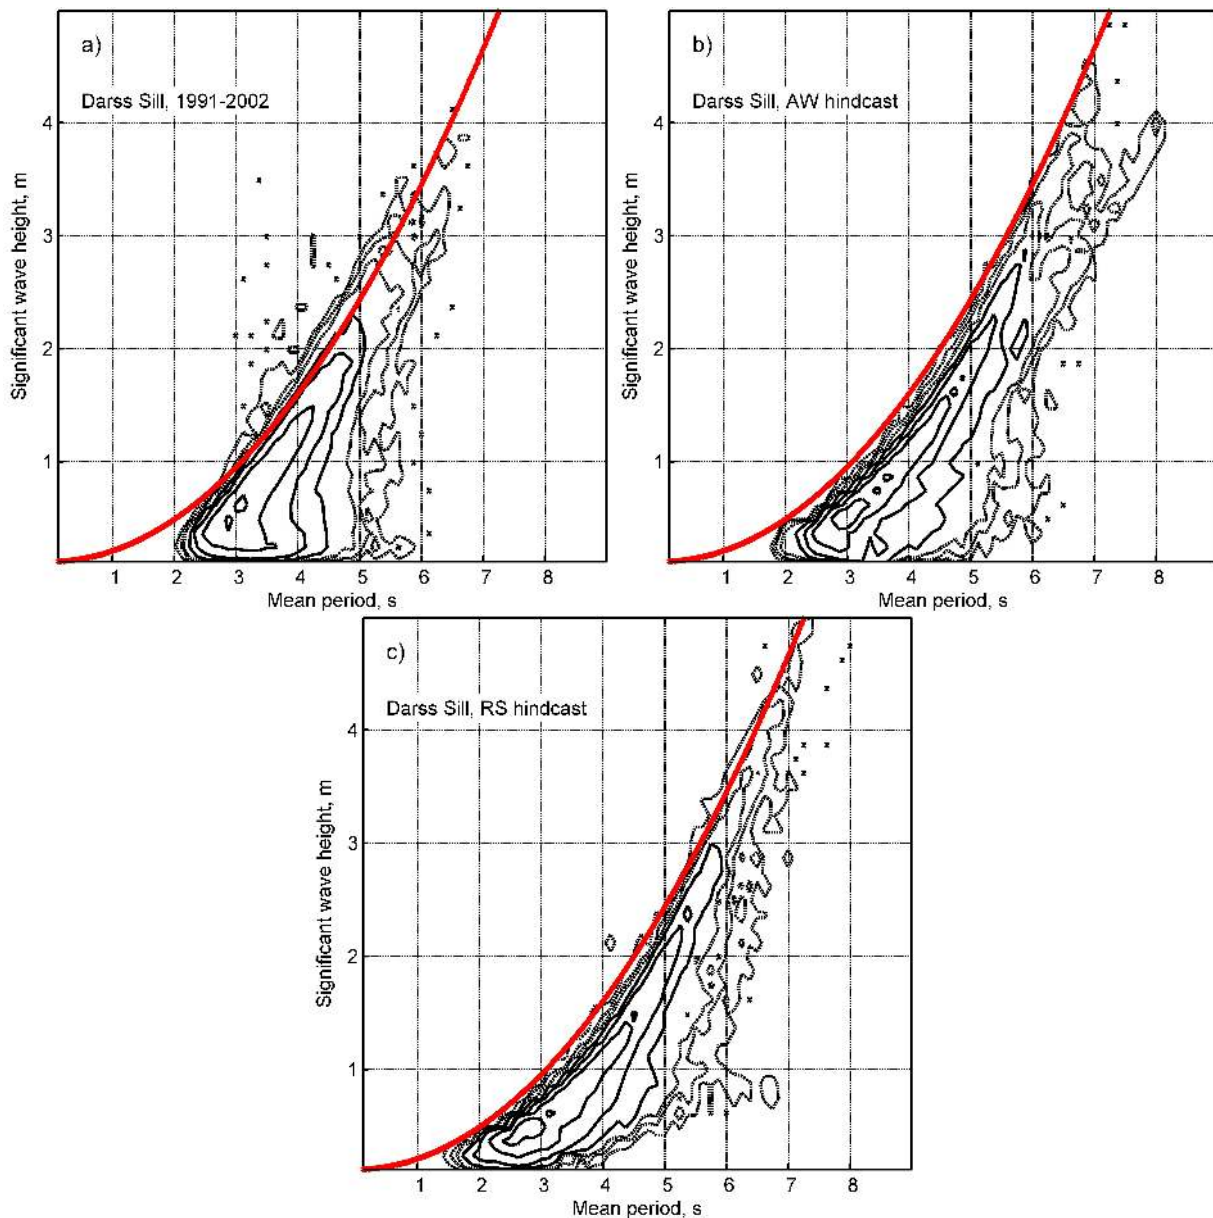 a)
Darss Sill, 1991-2002
4
3
2
1
Significant wave height, m
1 2 3 4 5 6 7 8
Mean period, s
b)
Darss Sill, AW hindcast
4
3
2
1
Significant wave height, m
1 2 3 4 5 6 7 8
Mean period, s
c)
Darss Sill, RS hindcast
4
3
2
1
Significant wave height, m
1 2 3 4 5 6 7 8
Mean period, s